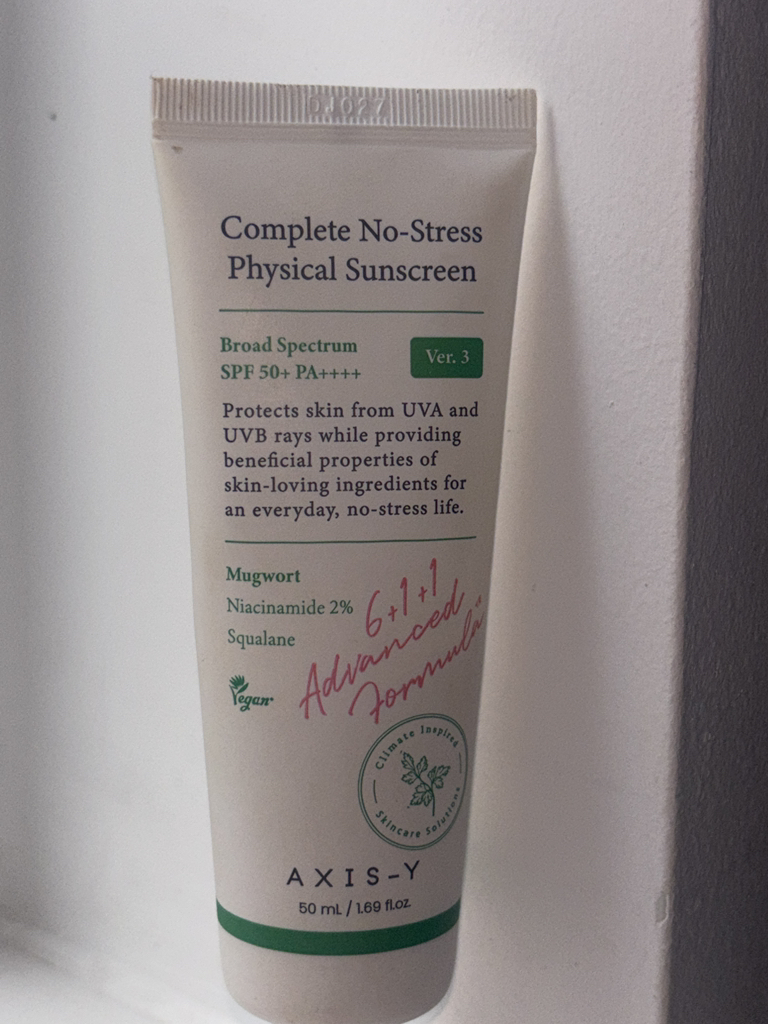 DJ027
Complete No-Stress
Physical Sunscreen
Broad Spectrum
SPF 50+ PA++++
Ver. 3
Protects skin from UVA and
UVB rays while providing
beneficial properties of
skin-loving ingredients for
an everyday, no-stress life.
Mugwort
Niacinamide 2%
Squalane
6+1+1
Advanced
Formula"
Vegan
Climate Inspired
Skincare Solutions
AXIS-Y
50 mL / 1.69 fl.oz